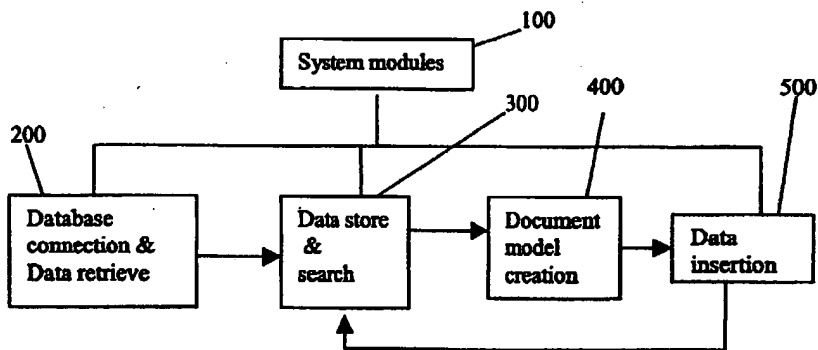 100
System modules
200
300
400
500
Database
connection &
Data retrieve
Data store
&
search
Document
model
creation
Data
insertion